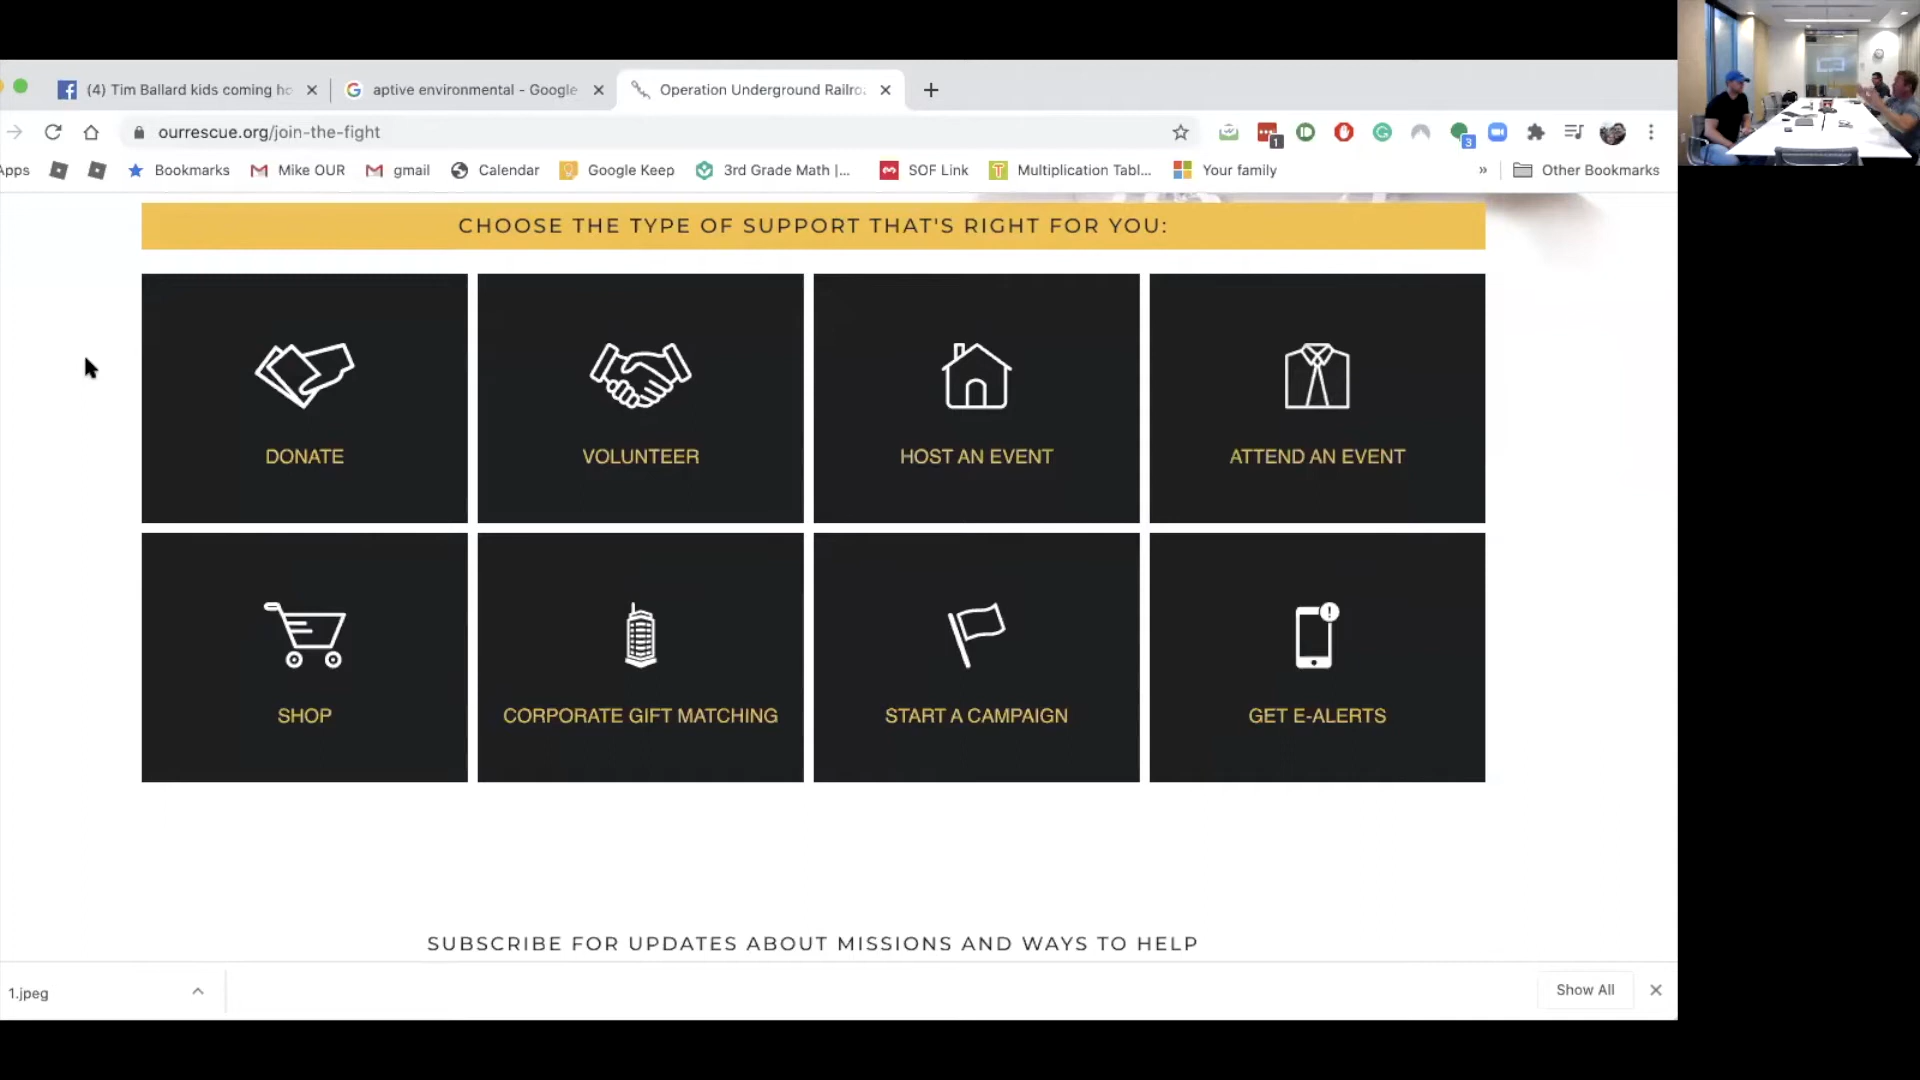 (4) Tim Ballard kids coming ho
aptive environmental - Google
Operation Underground Railro
ourrescue.org/join-the-fight
1
3
Apps
Bookmarks
Mike OUR
gmail
Calendar
Google Keep
3rd Grade Math |...
SOF Link
Multiplication Tabl...
Your family
»
Other Bookmarks
CHOOSE THE TYPE OF SUPPORT THAT'S RIGHT FOR YOU:
DONATE
VOLUNTEER
HOST AN EVENT
ATTEND AN EVENT
SHOP
CORPORATE GIFT MATCHING
START A CAMPAIGN
GET E-ALERTS
SUBSCRIBE FOR UPDATES ABOUT MISSIONS AND WAYS TO HELP
1.jpeg
Show All